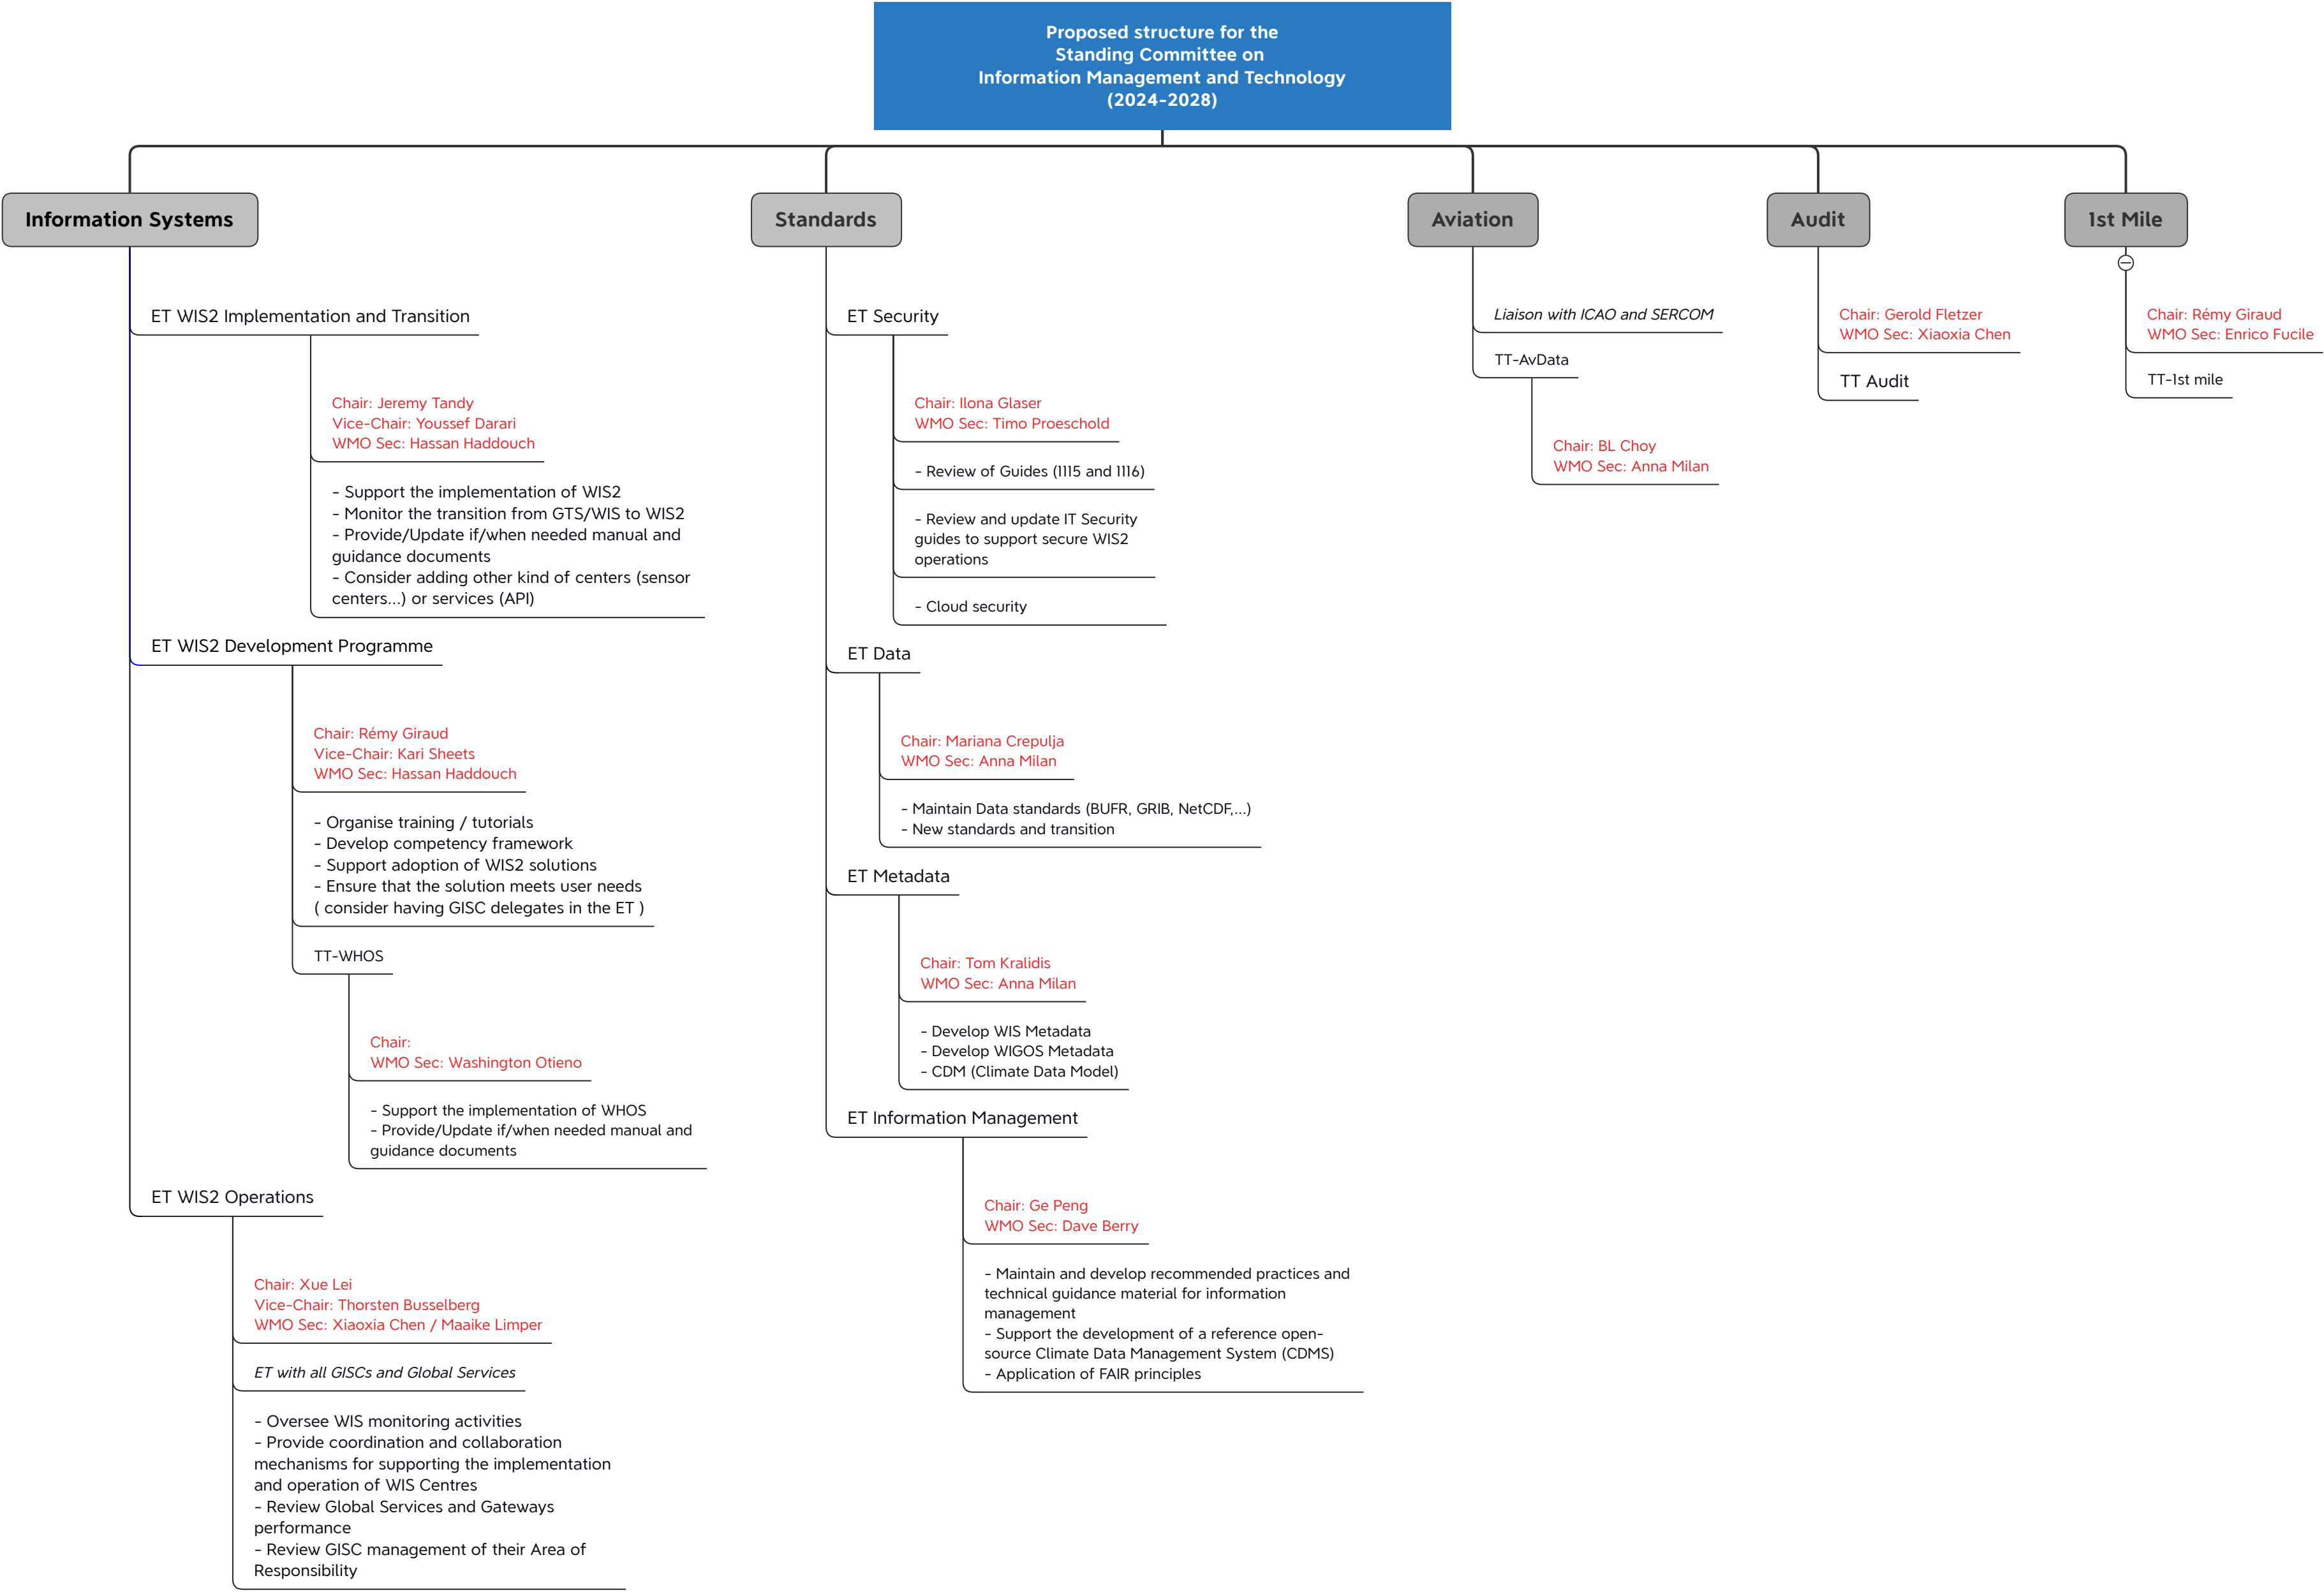 Proposed structure for the
Standing Committee on
Information Management and Technology
(2024-2028)
Information Systems
ET WIS2 Implementation and Transition
Chair: Jeremy Tandy
Vice-Chair: Youssef Darari
WMO Sec: Hassan Haddouch
- Support the implementation of WIS2
- Monitor the transition from GTS/WIS to WIS2
- Provide/Update if/when needed manual and
guidance documents
- Consider adding other kind of centers (sensor
centers...) or services (API)
ET WIS2 Development Programme
Chair: Rémy Giraud
Vice-Chair: Kari Sheets
WMO Sec: Hassan Haddouch
- Organise training / tutorials
- Develop competency framework
- Support adoption of WIS2 solutions
- Ensure that the solution meets user needs
( consider having GISC delegates in the ET )
TT-WHOS
Chair:
WMO Sec: Washington Otieno
- Support the implementation of WHOS
- Provide/Update if/when needed manual and
guidance documents
ET WIS2 Operations
Chair: Xue Lei
Vice-Chair: Thorsten Busselberg
WMO Sec: Xiaoxia Chen / Maaike Limper
ET with all GISCs and Global Services
- Oversee WIS monitoring activities
- Provide coordination and collaboration
mechanisms for supporting the implementation
and operation of WIS Centres
- Review Global Services and Gateways
performance
- Review GISC management of their Area of
Responsibility
Standards
ET Security
Chair: Ilona Glaser
WMO Sec: Timo Proeschold
- Review of Guides (1115 and 1116)
- Review and update IT Security
guides to support secure WIS2
operations
- Cloud security
ET Data
Chair: Mariana Crepulja
WMO Sec: Anna Milan
- Maintain Data standards (BUFR, GRIB, NetCDF,...)
- New standards and transition
ET Metadata
Chair: Tom Kralidis
WMO Sec: Anna Milan
- Develop WIS Metadata
- Develop WIGOS Metadata
- CDM (Climate Data Model)
ET Information Management
Chair: Ge Peng
WMO Sec: Dave Berry
- Maintain and develop recommended practices and
technical guidance material for information
management
- Support the development of a reference open-
source Climate Data Management System (CDMS)
- Application of FAIR principles
Aviation
Liaison with ICAO and SERCOM
TT-AvData
Chair: BL Choy
WMO Sec: Anna Milan
Audit
Chair: Gerold Fletzer
WMO Sec: Xiaoxia Chen
TT Audit
1st Mile
Chair: Rémy Giraud
WMO Sec: Enrico Fucile
TT-1st mile